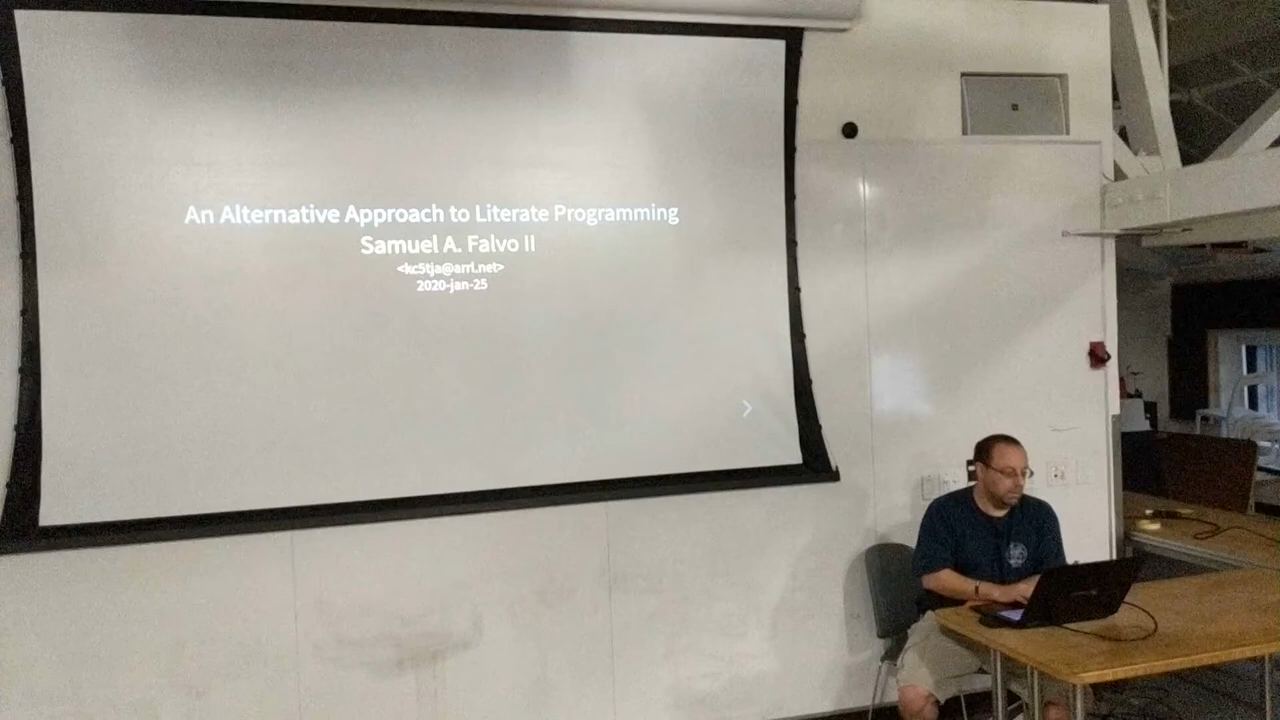 An Alternative Approach to Literate Programming
Samuel A. Falvo II
<kc5tja@arrl.net>
2020-jan-25